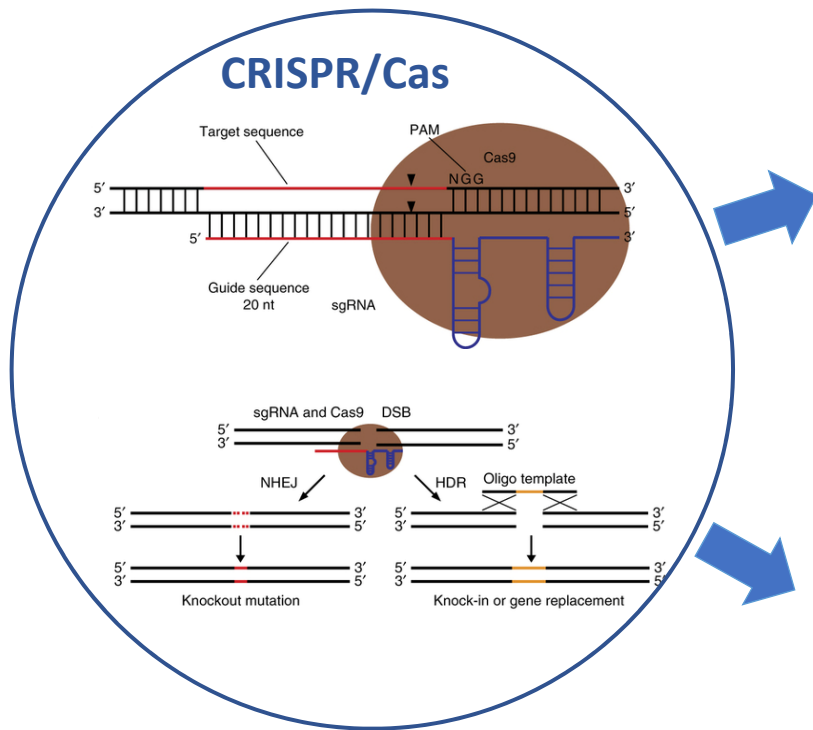 CRISPR/Cas
Target sequence
PAM
Cas9
NGG
5′ 3′
3′ 5′
5′ 3′
Guide sequence
20 nt
sgRNA
sgRNA and Cas9 DSB
5′ 3′
3′ 5′
NHEJ
HDR
Oligo template
5′ 3′ 5′ 3′
3′ 5′ 3′ 5′
5′ 3′ 5′ 3′
3′ 5′ 3′ 5′
Knockout mutation
Knock-in or gene replacement